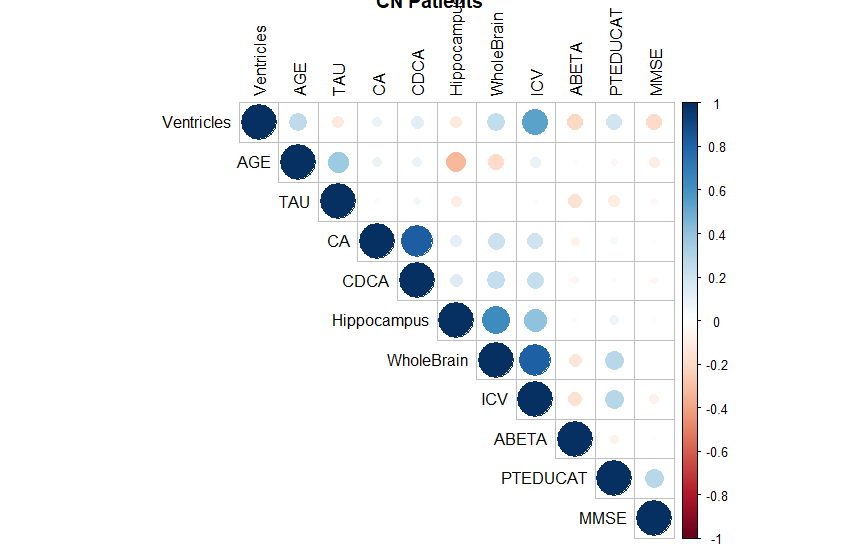 CN Patients
Ventricles
AGE
TAU
CA
CDCA
Hippocampus
WholeBrain
ICV
ABETA
PTEDUCAT
MMSE
Ventricles
AGE
TAU
CA
CDCA
Hippocampus
WholeBrain
ICV
ABETA
PTEDUCAT
MMSE
1
0.8
0.6
0.4
0.2
0
-0.2
-0.4
-0.6
-0.8
-1